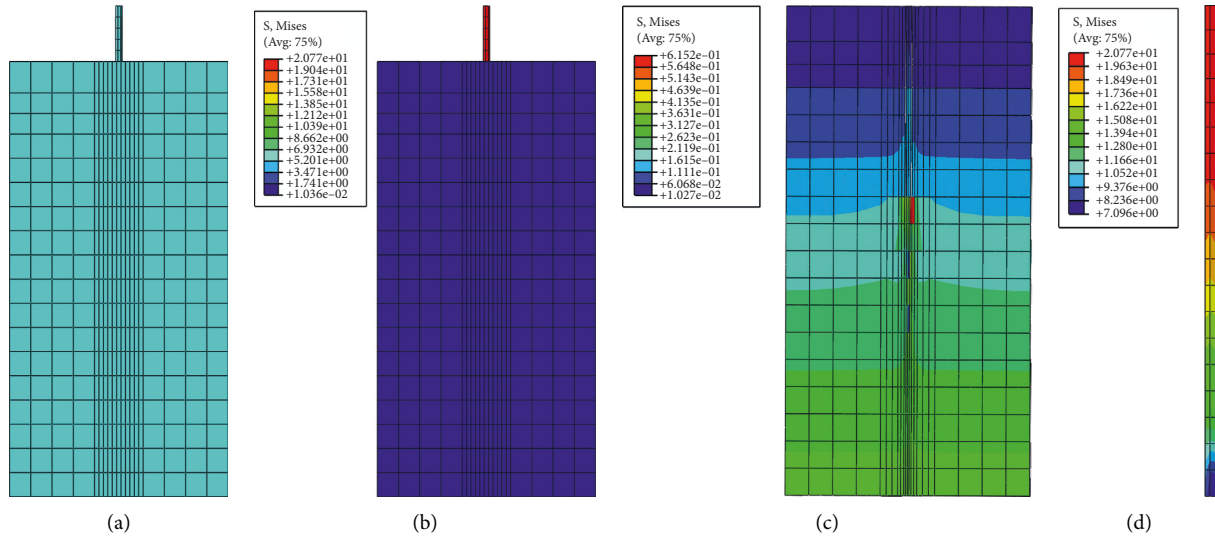 S, Mises
(Avg: 75%)
+2.077e+01
+1.904e+01
+1.731e+01
+1.558e+01
+1.385e+01
+1.212e+01
+1.039e+01
+8.662e+00
+6.932e+00
+5.201e+00
+3.471e+00
+1.741e+00
+1.036e−02
S, Mises
(Avg: 75%)
+6.152e−01
+5.648e−01
+5.143e−01
+4.639e−01
+4.135e−01
+3.631e−01
+3.127e−01
+2.623e−01
+2.119e−01
+1.615e−01
+1.111e−01
+6.068e−02
+1.027e−02
S, Mises
(Avg: 75%)
+2.077e+01
+1.963e+01
+1.849e+01
+1.736e+01
+1.622e+01
+1.508e+01
+1.394e+01
+1.280e+01
+1.166e+01
+1.052e+01
+9.376e+00
+8.236e+00
+7.096e+00
(a)
(b)
(c)
(d)